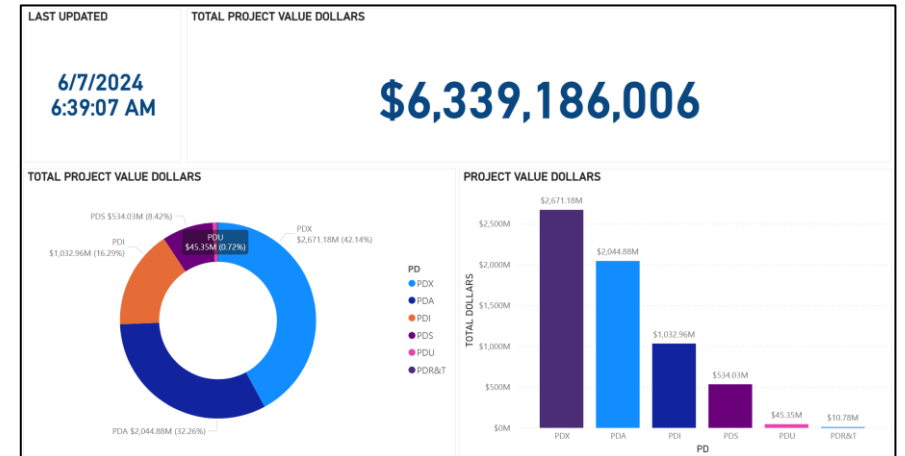 LAST UPDATED
6/7/2024
6:39:07 AM
TOTAL PROJECT VALUE DOLLARS
$6,339,186,006
TOTAL PROJECT VALUE DOLLARS
PDS $534.03M (8.42%)
PDU
$45.35M (0.72%)
PDX
$2,671.18M (42.14%)
PDI
$1,032.96M (16.29%)
PDA $2,044.88M (32.26%)
PD
PDX
PDA
PDI
PDS
PDU
PDR&T
PROJECT VALUE DOLLARS
TOTAL DOLLARS
$2,500M
$2,000M
$1,500M
$1,000M
$500M
$0M
$2,671.18M
$2,044.88M
$1,032.96M
$534.03M
$45.35M
$10.78M
PDX PDA PDI PDS PDU PDR&T
PD